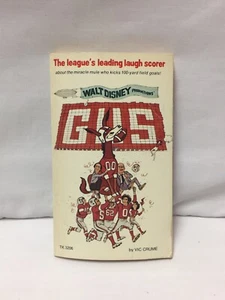 The league's leading laugh scorer
about the miracle mule who kicks 100-yard field goals!
WALT DISNEY
PRODUCTIONS'
GUS
00
by VIC CRUME